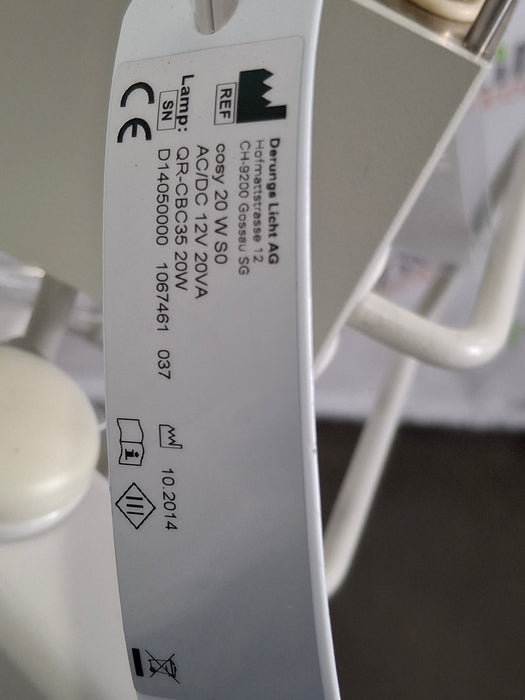 Derungs Licht AG
Hofmattstrasse 12
CH-9200 Gossau SG
REF cosy 20 W S0
AC/DC 12V 20VA
Lamp: QR-CBC35 20W
SN D14050000 1067461 037
10.2014
CE